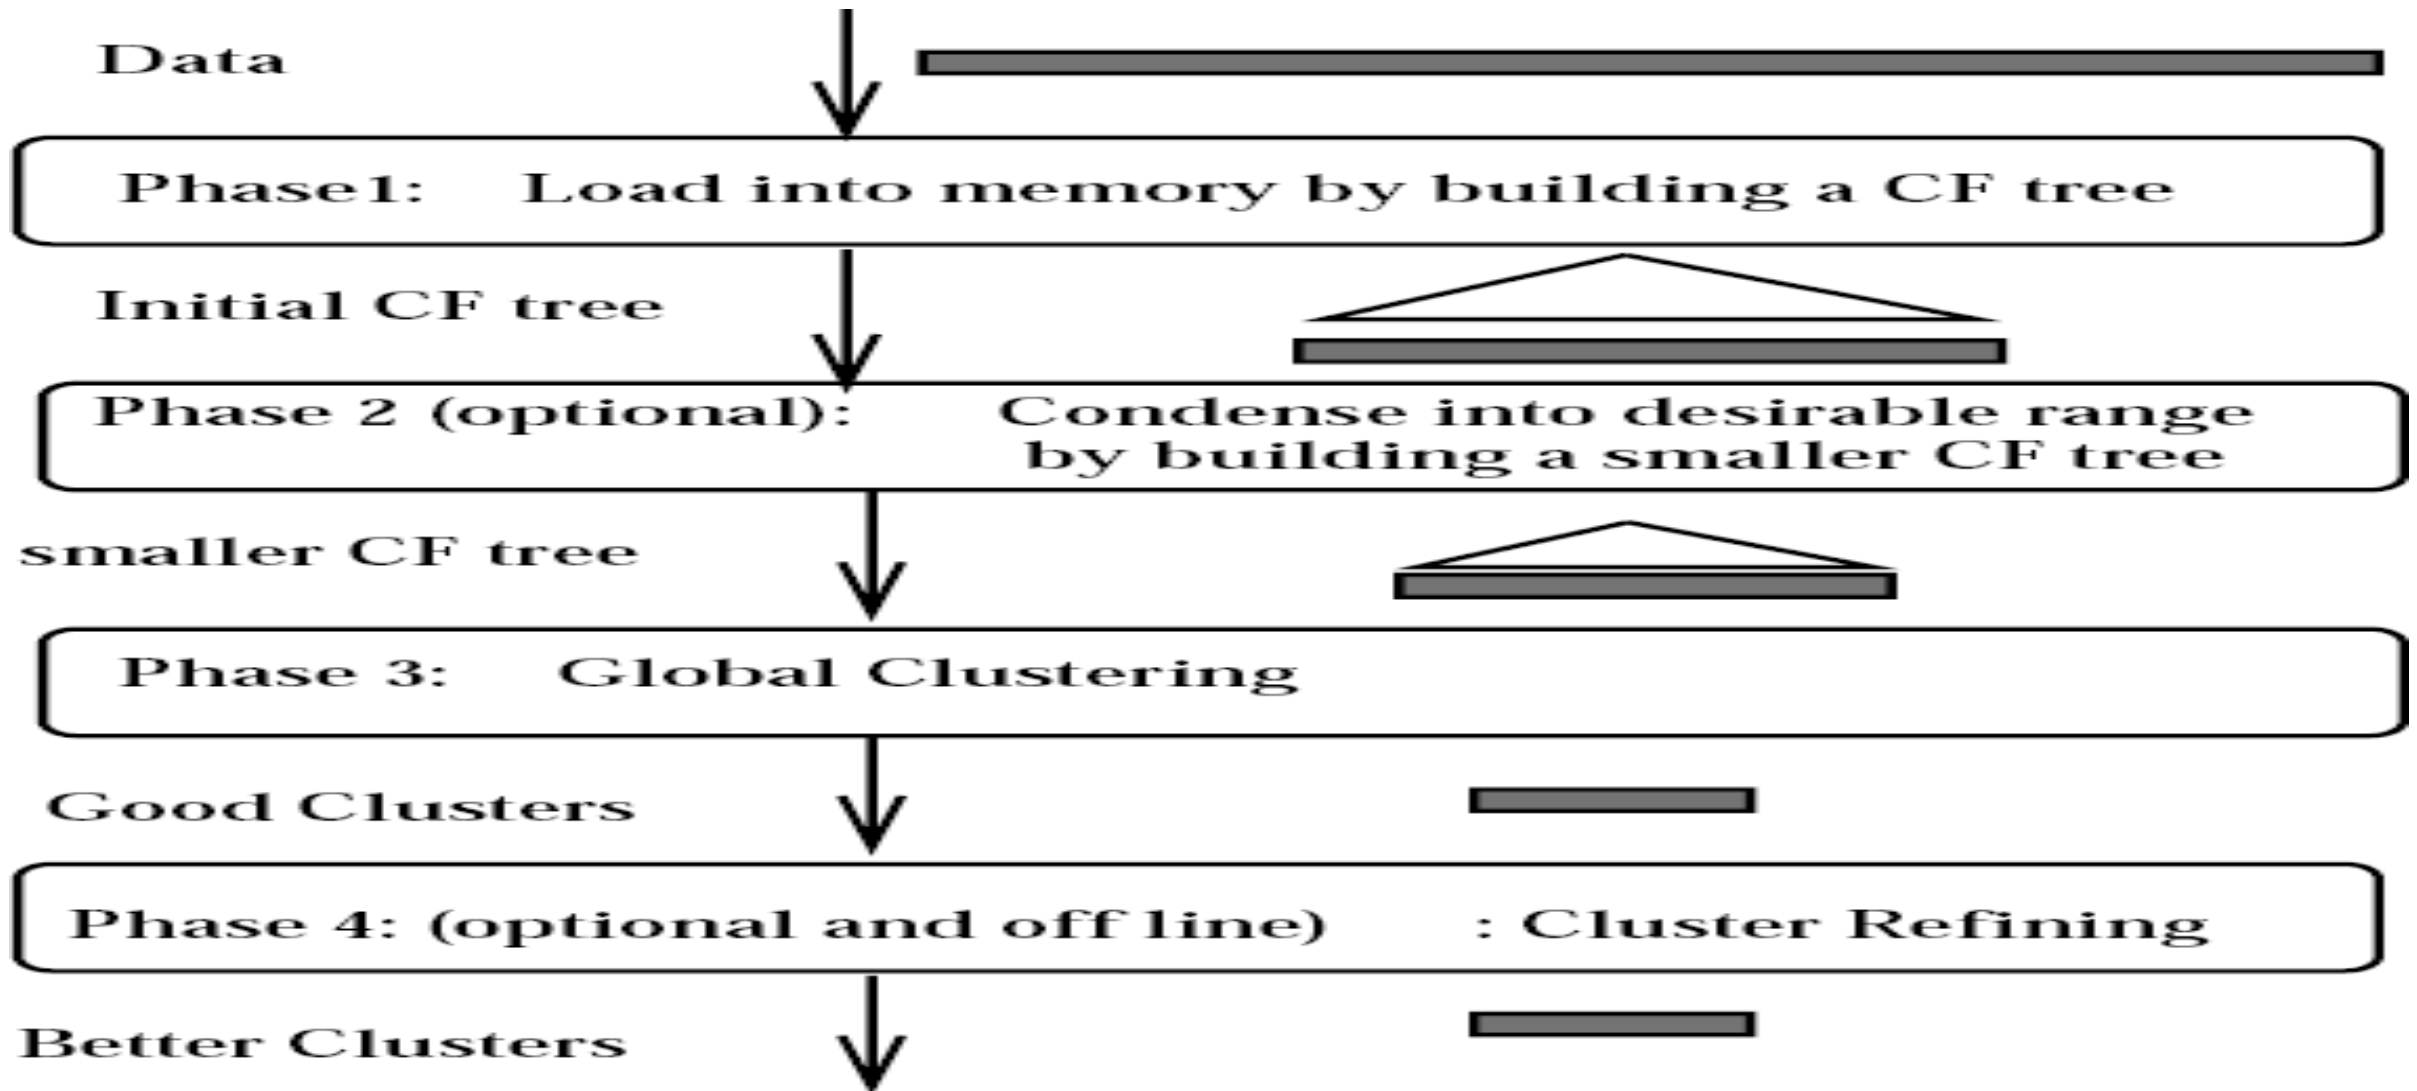 Data
Phase1: Load into memory by building a CF tree
Initial CF tree
Phase 2 (optional): Condense into desirable range
by building a smaller CF tree
smaller CF tree
Phase 3: Global Clustering
Good Clusters
Phase 4: (optional and off line) : Cluster Refining
Better Clusters